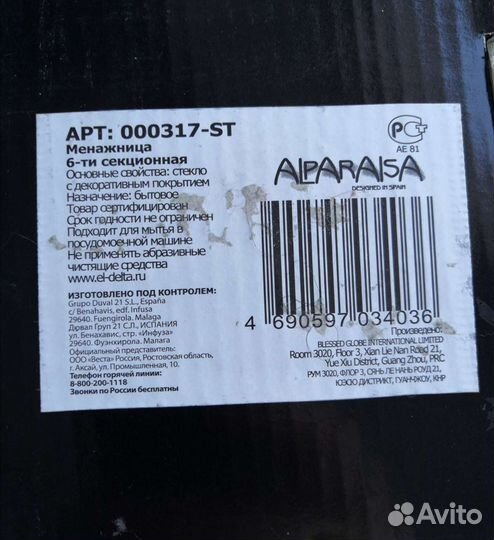 АРТ: 000317-ST
Менажница
6-ти секционная
Основные свойства: стекло
с декоративным покрытием
Назначение: бытовое
Товар сертифицирован
Срок годности не ограничен
Подходит для мытья в
посудомоечной машине
Не применять абразивные
чистящие средства
www.el-delta.ru
ИЗГОТОВЛЕНО ПОД КОНТРОЛЕМ:
Grupo Duval 21 S.L., España
c/ Benahavis, edf, Infusa
29640. Fuengirola. Malaga
Дювал Груп 21 С.Л., ИСПАНИЯ
ул. Бенахавис, стр. «Инфуза»
29640. Фуэнхирола. Малага
Официальный представитель:
ООО «Веста» Россия, Ростовская область,
г. Аксай, ул. Промышленная, 10.
Телефон горячей линии:
8-800-200-1118
Звонки по России бесплатны
РСТ
АЕ 81
ALPARAISA
DESIGNED IN SPAIN
4 690597 034036
Произведено:
BLESSED GLOBE INTERNATIONAL LIMITED
Room 3020, Floor 3, Xian Lie Nan Road 21,
Yue Xiu District, Guang Zhou, PRC
РУМ 3020, ФЛОР 3, СЯНЬ ЛЕ НАНЬ РОУД 21,
ЮЭСЮ ДИСТРИКТ, ГУАНЧЖОУ, КНР
Avito